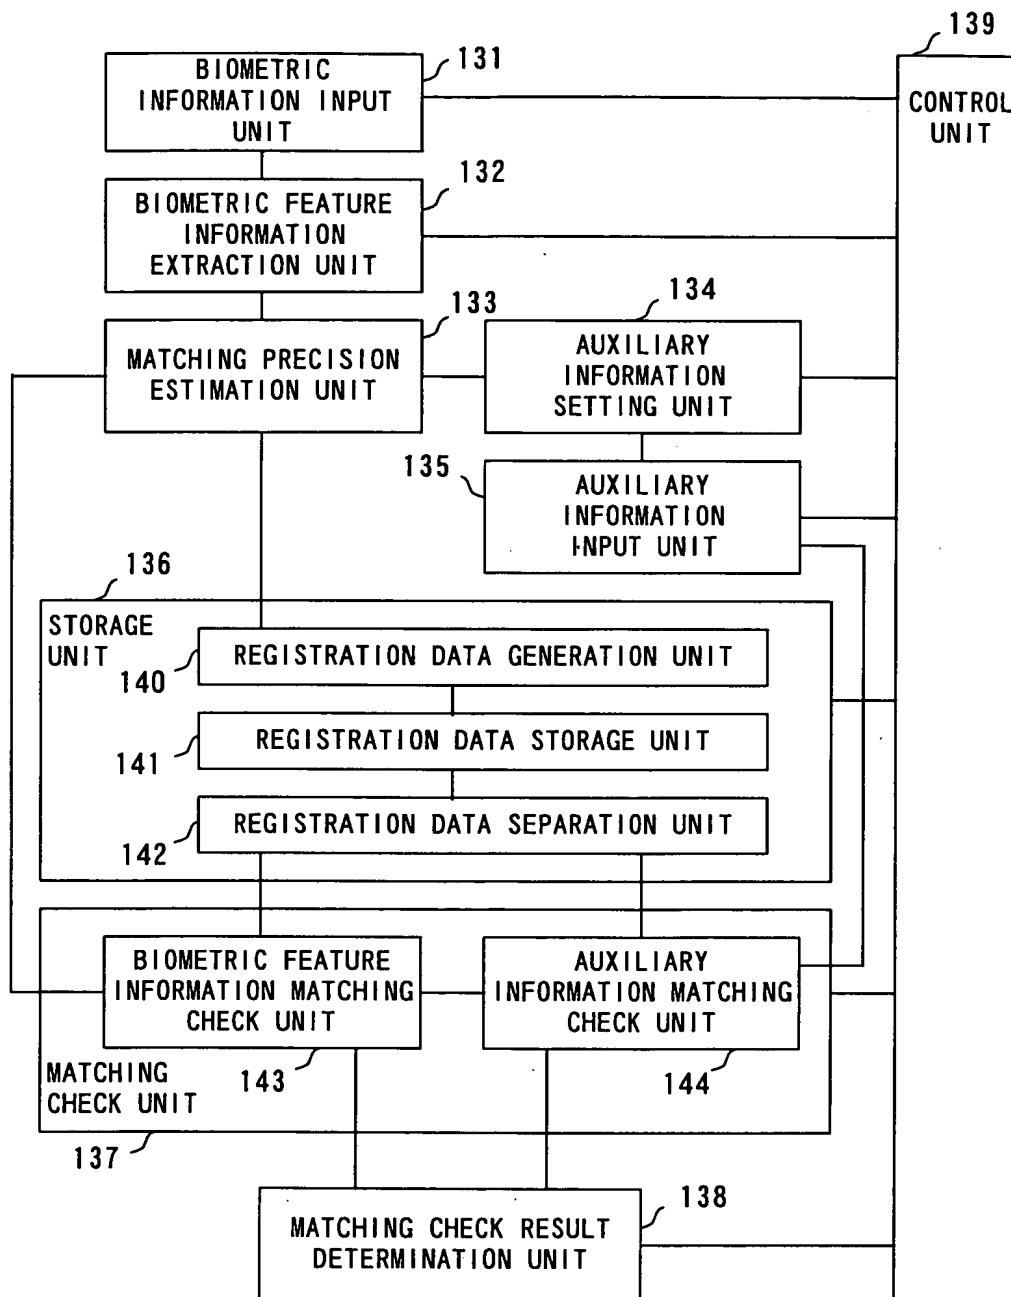 139
131
BIOMETRIC
INFORMATION INPUT
UNIT
CONTROL
UNIT
132
BIOMETRIC FEATURE
INFORMATION
EXTRACTION UNIT
133
134
MATCHING PRECISION
ESTIMATION UNIT
AUXILIARY
INFORMATION
SETTING UNIT
135
AUXILIARY
INFORMATION
INPUT UNIT
136
STORAGE
UNIT
REGISTRATION DATA GENERATION UNIT
140
REGISTRATION DATA STORAGE UNIT
141
REGISTRATION DATA SEPARATION UNIT
142
BIOMETRIC FEATURE
INFORMATION MATCHING
CHECK UNIT
AUXILIARY
INFORMATION MATCHING
CHECK UNIT
143
144
MATCHING
CHECK UNIT
137
138
MATCHING CHECK RESULT
DETERMINATION UNIT